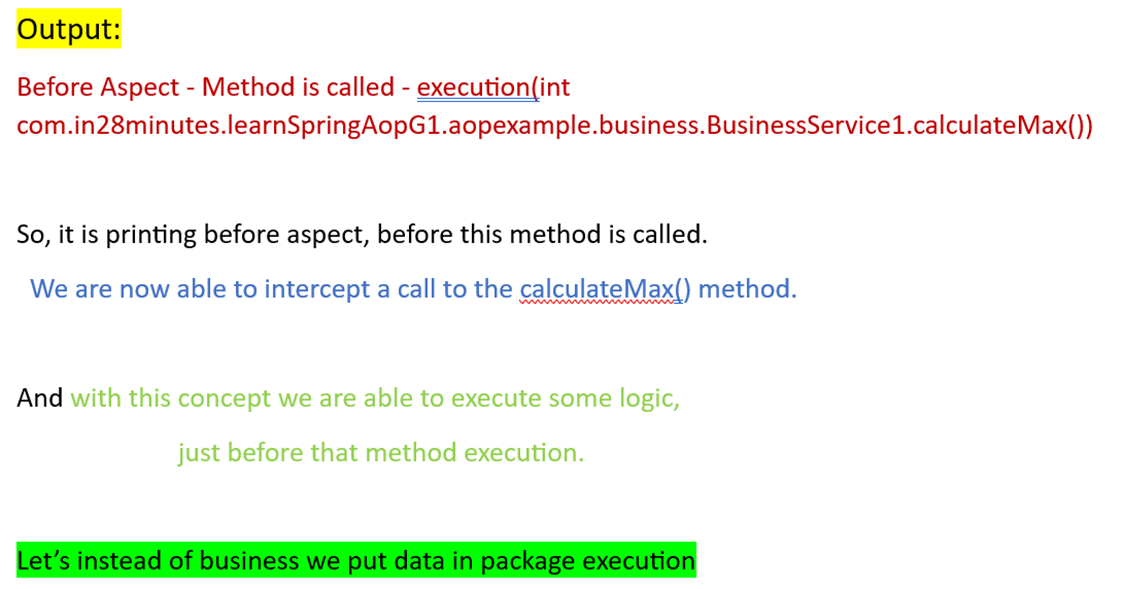 Output:
Before Aspect - Method is called - execution(int
com.in28minutes.learnSpringAopG1.aopexample.business.BusinessService1.calculateMax())
So, it is printing before aspect, before this method is called.
We are now able to intercept a call to the calculateMax() method.
And with this concept we are able to execute some logic,
just before that method execution.
Let’s instead of business we put data in package execution